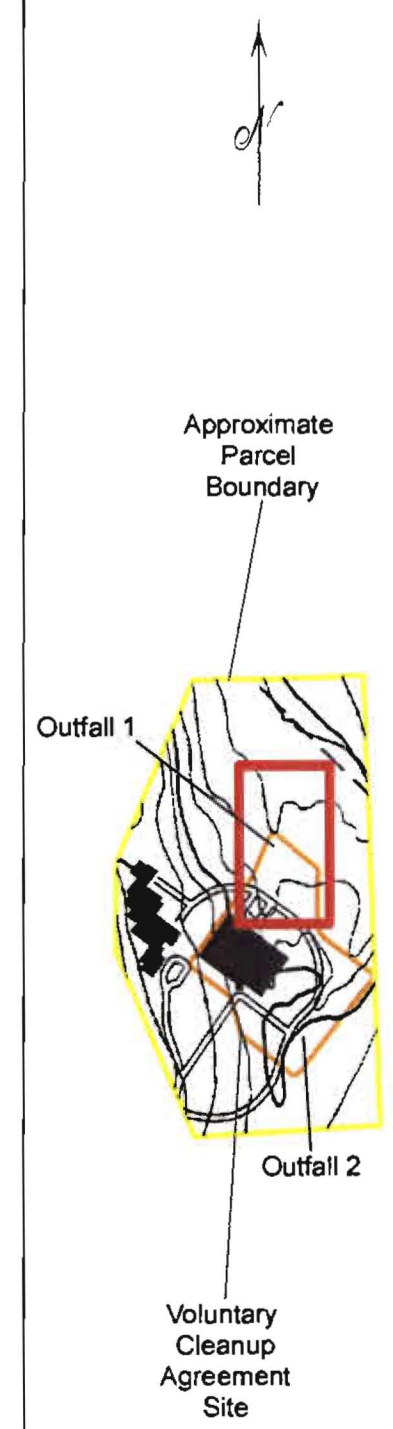 N
Approximate
Parcel
Boundary
Outfall 1
Outfall 2
Voluntary
Cleanup
Agreement
Site